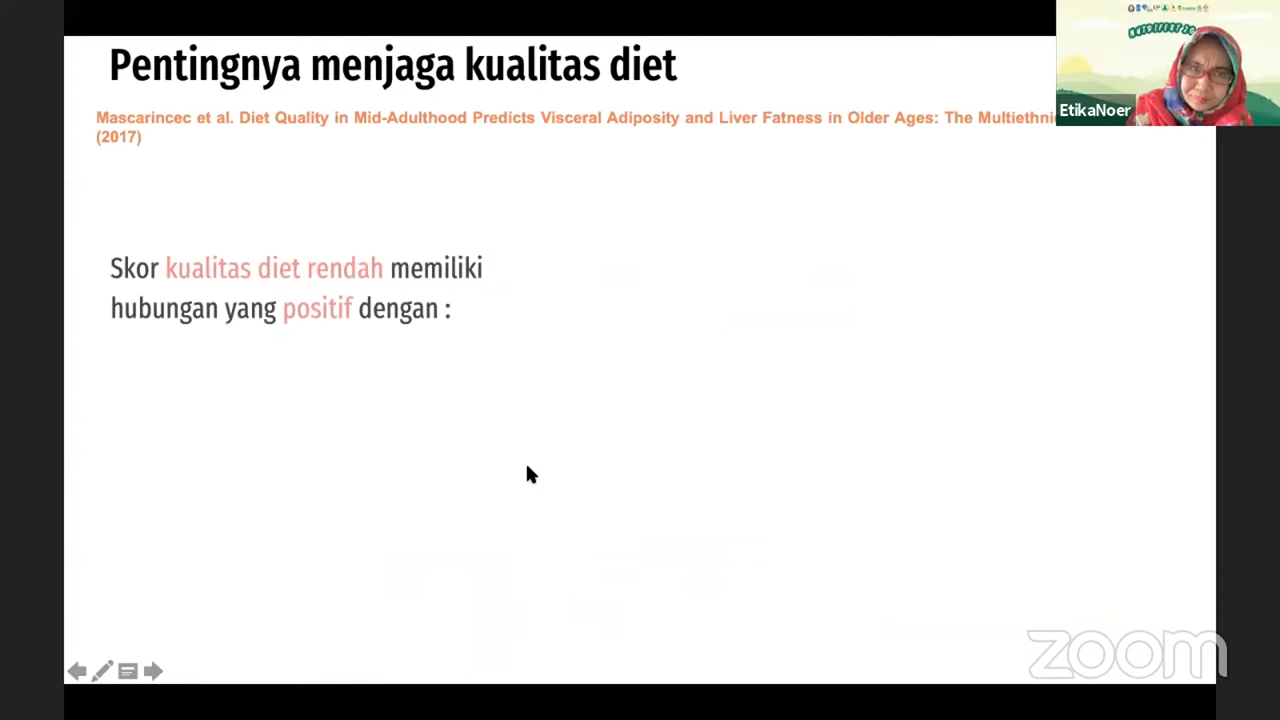 Pentingnya menjaga kualitas diet
Mascarincec et al. Diet Quality in Mid-Adulthood Predicts Visceral Adiposity and Liver Fatness in Older Ages: The
(2017)
EtikaNoer
Skor kualitas diet rendah memiliki
hubungan yang positif dengan :
zoom